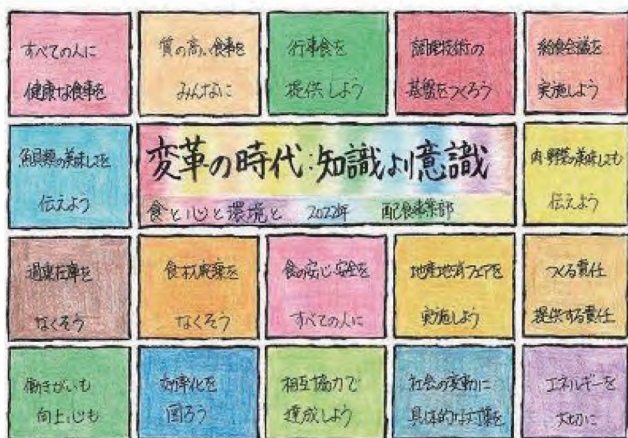 すべての人に
健康な食事を
質の高い食事を
みんなに
行事食を
提供しよう
調理技術の
基盤をつくろう
給食会議を
実施しよう
魚貝類の美味しさを
伝えよう
変革の時代:知識より意識
食と心と環境と 2022年 配食事業部
肉・野菜の美味しさも
伝えよう
過剰在庫を
なくそう
食材廃棄を
なくそう
食の安心・安全を
すべての人に
地産地消フェアを
実施しよう
つくる責任
提供する責任
働きがいも
向上心も
効率化を
図ろう
相互協力で
達成しよう
社会の変動に
具体的な対策を
エネルギーを
大切に